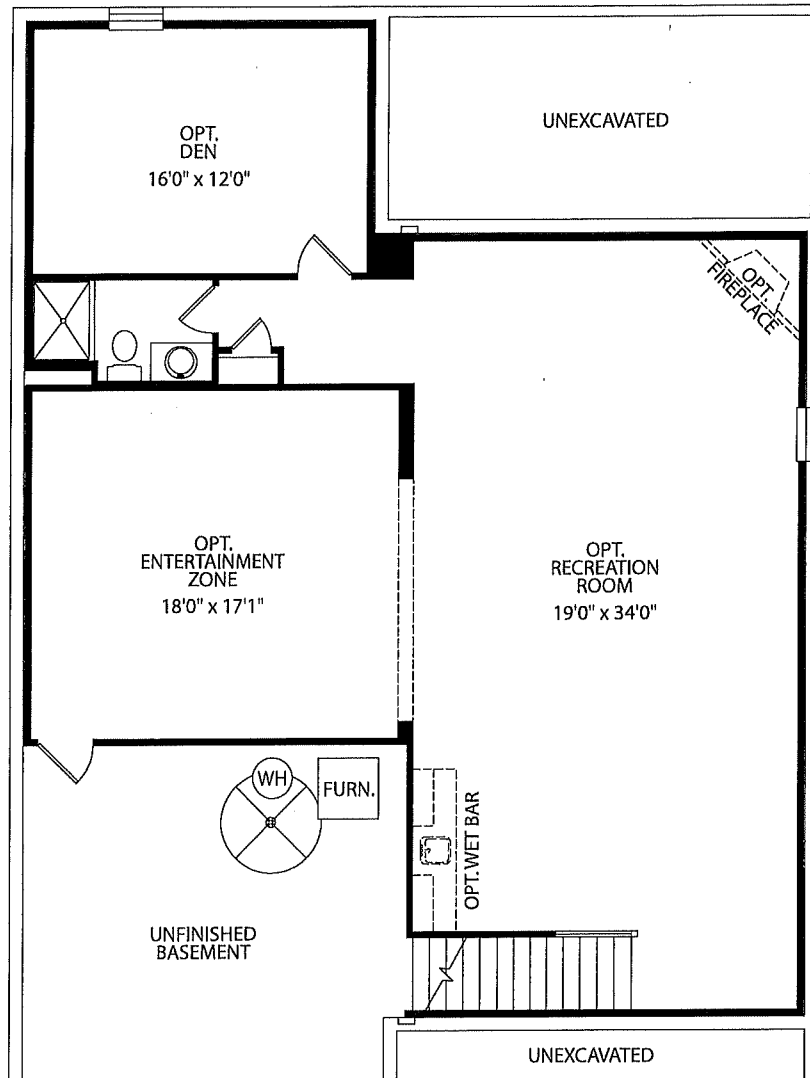 OPT.
DEN
16'0" x 12'0"
UNEXCAVATED
OPT.
FIREPLACE
OPT.
ENTERTAINMENT
ZONE
18'0" x 17'1"
OPT.
RECREATION
ROOM
19'0" x 34'0"
WH
FURN.
OPT. WET BAR
UNFINISHED
BASEMENT
UNEXCAVATED